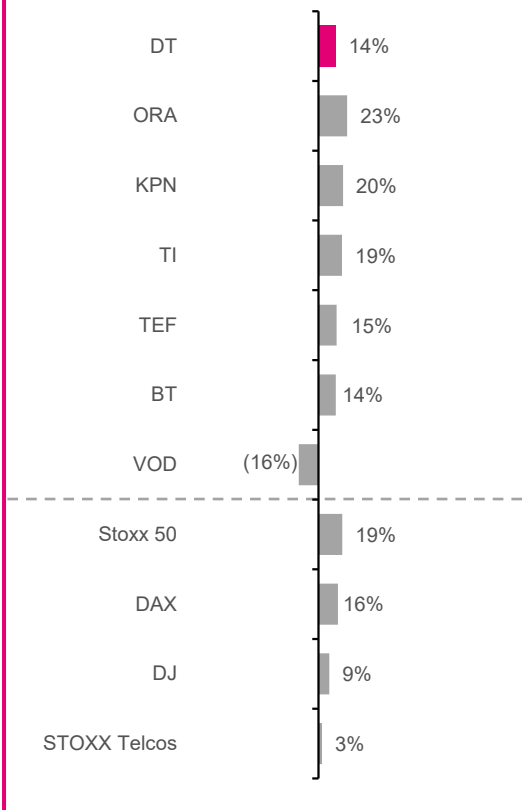 DT 14%
ORA 23%
KPN 20%
TI 19%
TEF 15%
BT 14%
VOD (16%)
Stoxx 50 19%
DAX 16%
DJ 9%
STOXX Telcos 3%